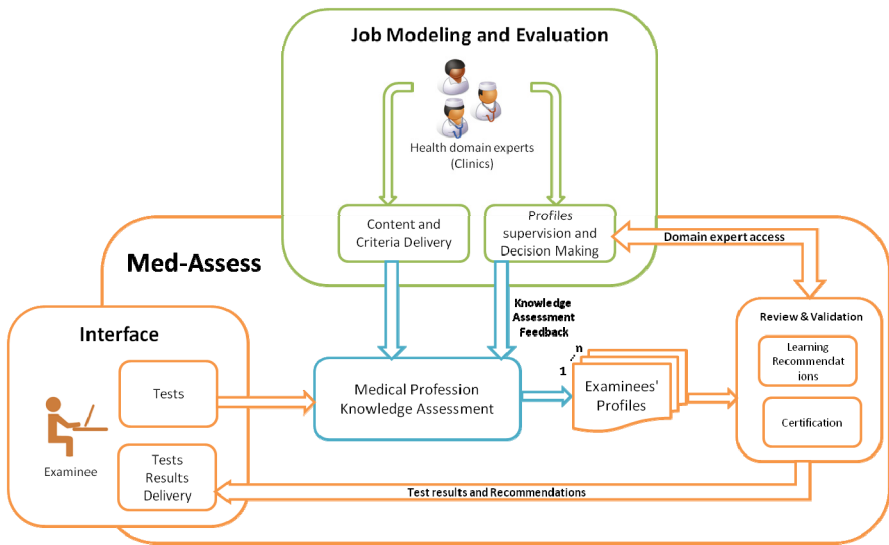 Job Modeling and Evaluation
Health domain experts
(Clinics)
Content and
Criteria Delivery
Profiles
supervision and
Decision Making
Domain expert access
Med-Assess
Knowledge
Assessment
Feedback
Review & Validation
Learning
Recommendat
ions
Certification
Interface
Tests
Examinee
Tests
Results
Delivery
Medical Profession
Knowledge Assessment
1
n
Examinees'
Profiles
Test results and Recommendations